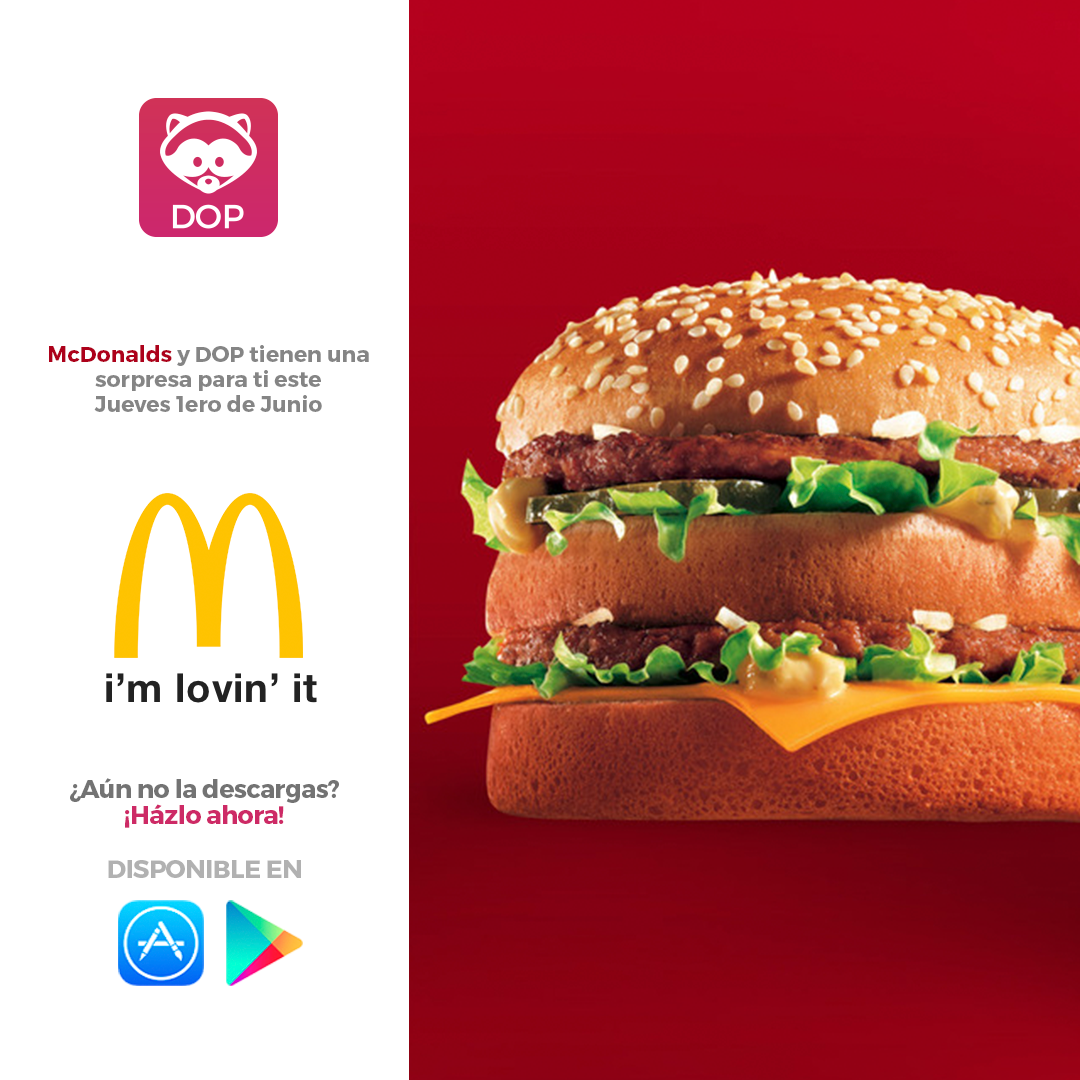 DOP
McDonalds y DOP tienen una
sorpresa para ti este
Jueves 1ero de Junio
i'm lovin' it
¿Aún no la descargas?
¡Házlo ahora!
DISPONIBLE EN